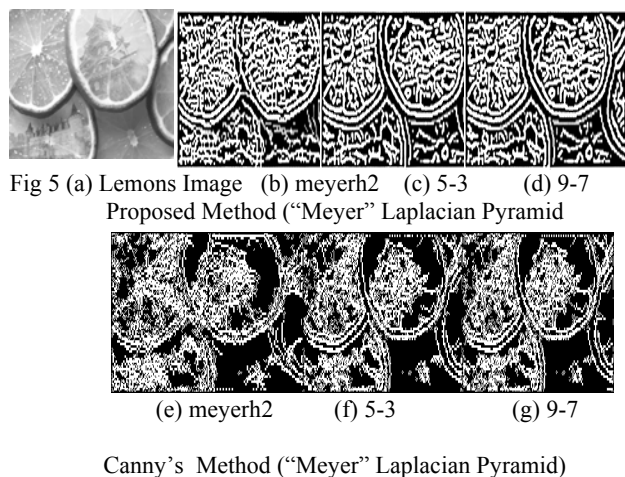 Fig 5 (a) Lemons Image (b) meyerh2 (c) 5-3 (d) 9-7
Proposed Method (“Meyer” Laplacian Pyramid
(e) meyerh2 (f) 5-3 (g) 9-7
Canny’s Method (“Meyer” Laplacian Pyramid)